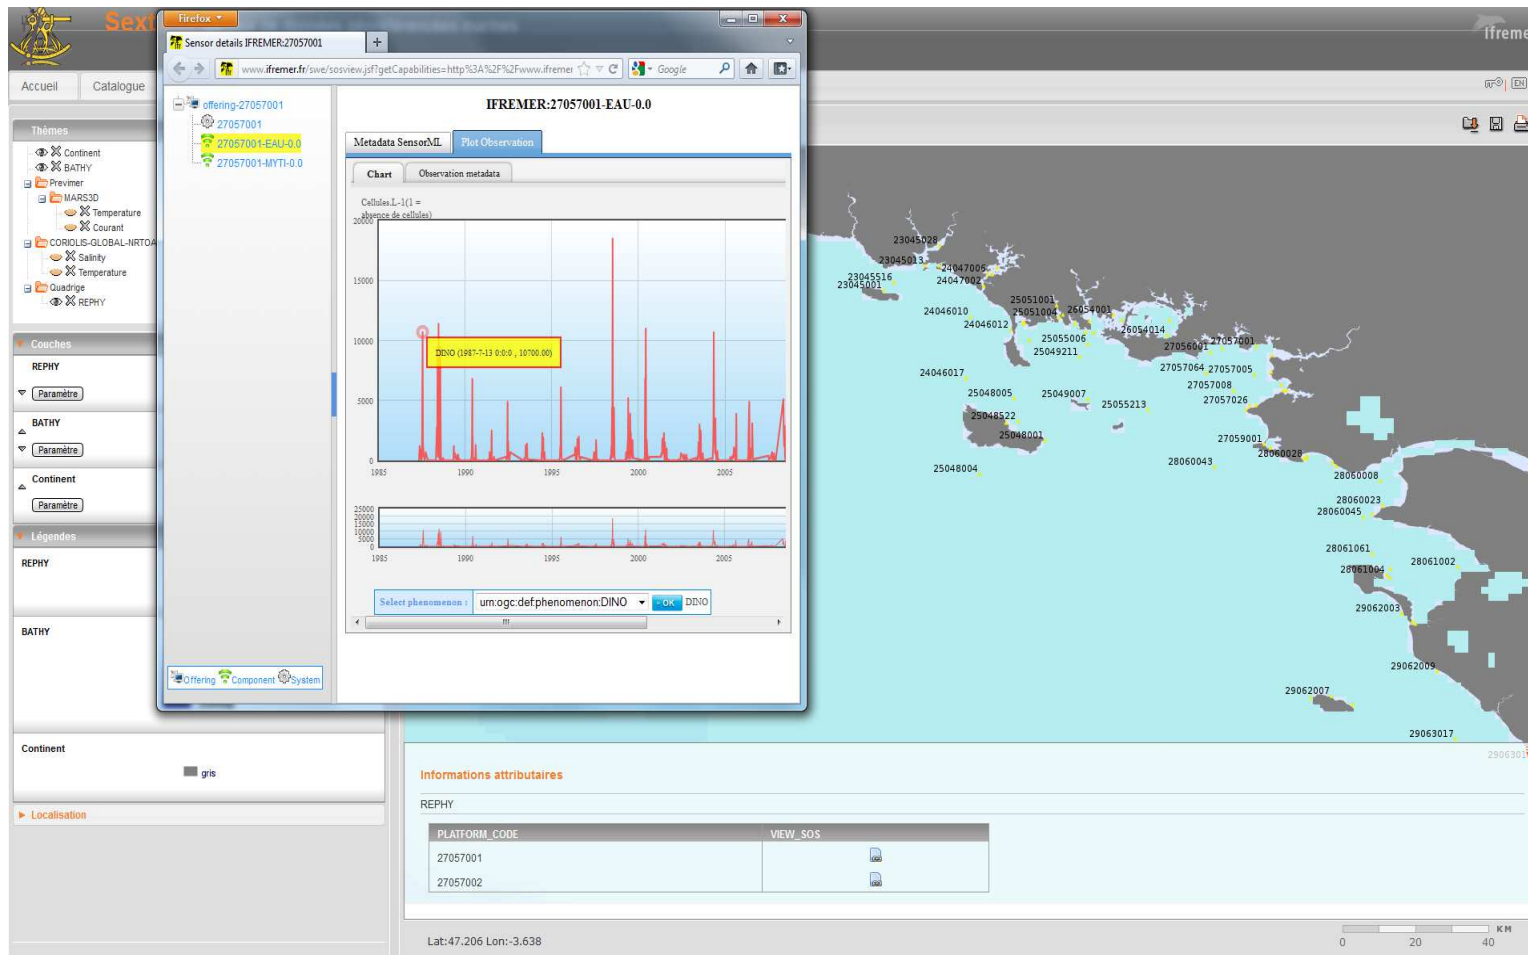 Sext
ifreme
Firefox
Sensor details IFREMER:27057001
www.ifremer.fr/swe/sosview.jsf?getCapabilities=http%3A%2F%2Fwww.ifremer
Google
Accueil
Catalogue
EN
offering-27057001
27057001
27057001-EAU-0.0
27057001-MYTI-0.0
Offering
Component
System
IFREMER:27057001-EAU-0.0
Metadata SensorML
Plot Observation
Chart
Observation metadata
Cellules.L-1(1 =
absence de cellules)
20000
15000
10000
5000
0
DINO (1987-7-13 0:0:0 , 10700.00)
1985
1990
1995
2000
2005
25000
20000
15000
10000
5000
0
1985
1990
1995
2000
2005
Select phenomenon :
urn:ogc:def:phenomenon:DINO
OK
DINO
Thèmes
Continent
BATHY
Previmer
MARS3D
Temperature
Courant
CORIOLIS-GLOBAL-NRTOA
Salinity
Temperature
Quadrige
REPHY
Couches
REPHY
Paramètre
BATHY
Paramètre
Continent
Paramètre
Légendes
REPHY
BATHY
Continent
gris
Localisation
23045028
23045013
24047006
23045516
24047002
23045001
25051001
24046010
25051004
26054001
24046012
26054014
25055006
25049211
27056001
27057001
24046017
27057064
27057005
27057008
25048005
25049007
27057026
25055213
25048522
25048001
27059001
28060028
25048004
28060043
28060008
28060023
28060045
28061061
28061002
28061004
29062003
29062009
29062007
29063017
2906301
Informations attributaires
REPHY
PLATFORM_CODE
VIEW_SOS
27057001
27057002
Lat:47.206 Lon:-3.638
KM
0
20
40